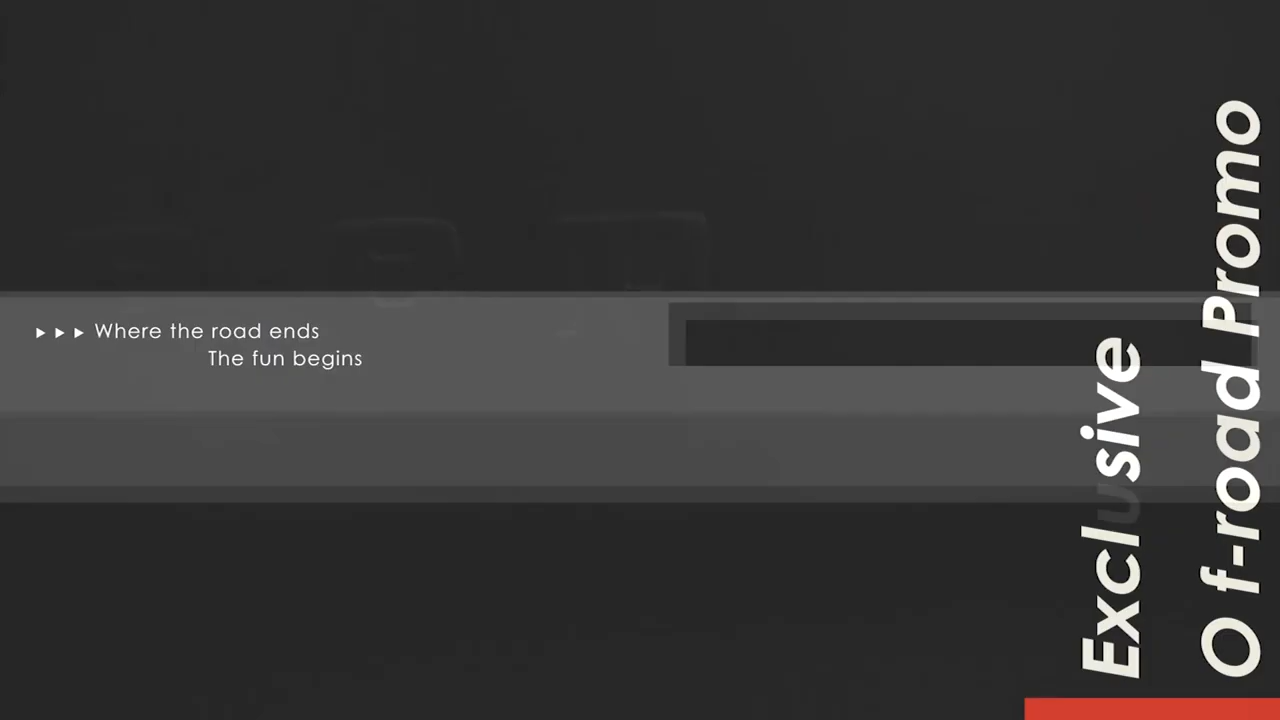 ▶ ▶ ▶ Where the road ends
The fun begins
Exclusive
O f-road Promo